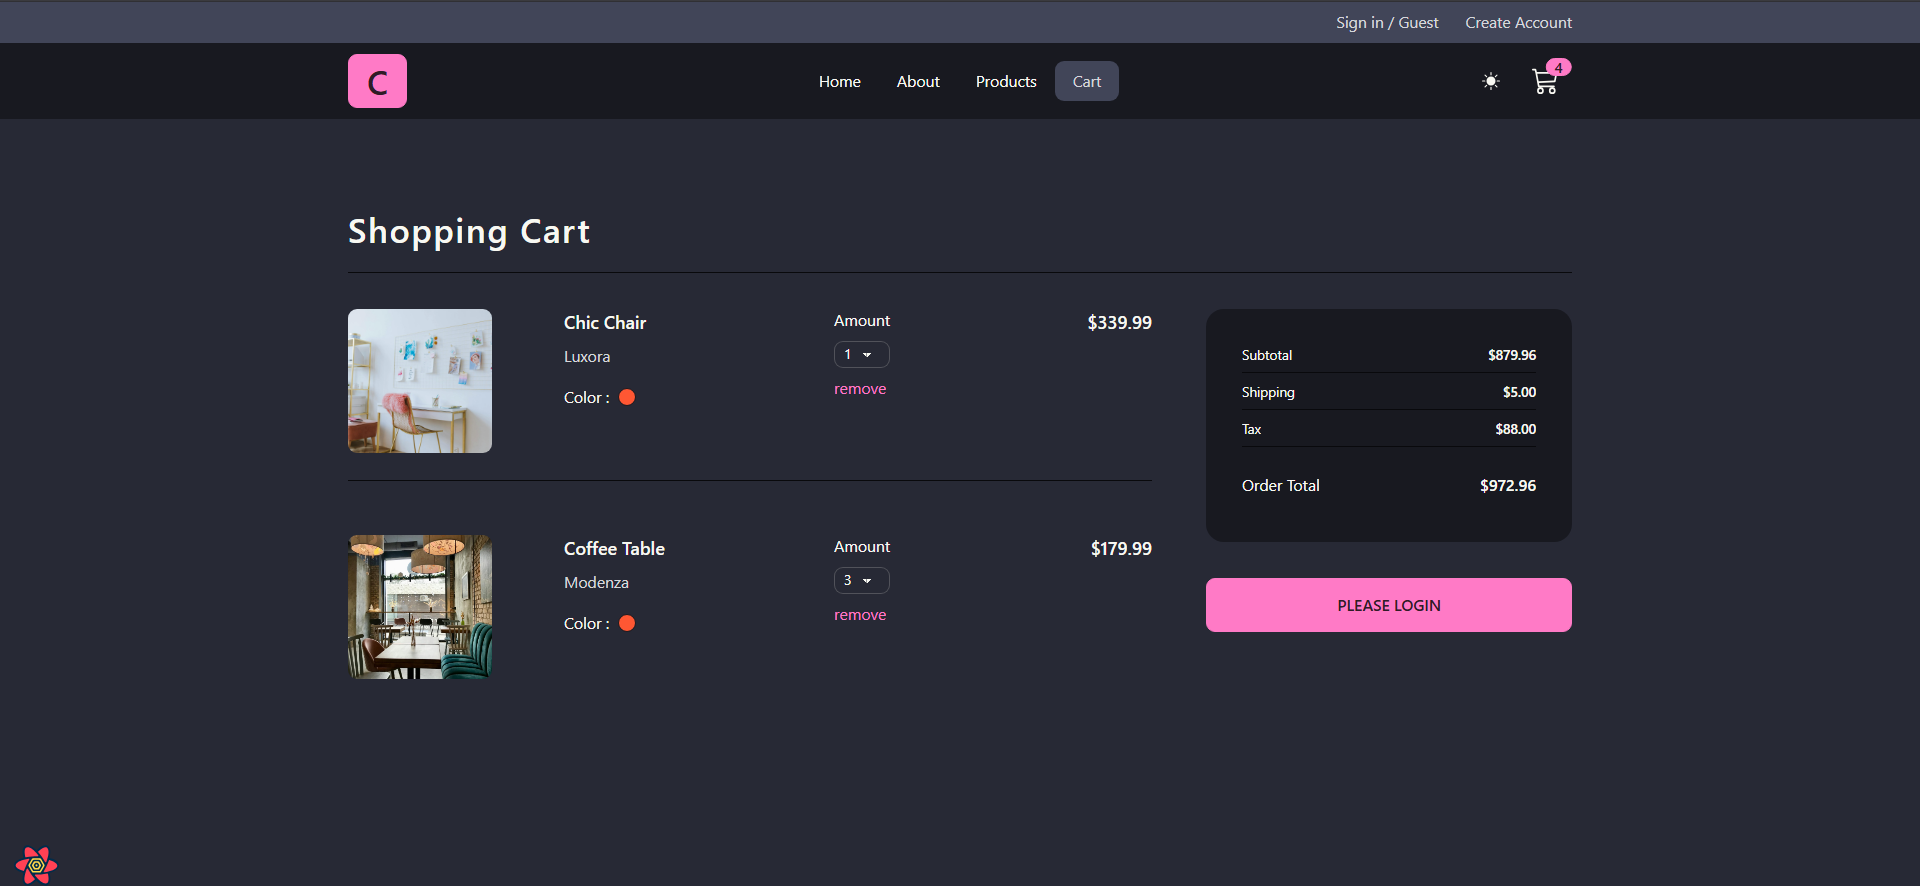 Sign in / Guest Create Account
C Home About Products Cart 4
Shopping Cart
Chic Chair
Luxora
Color :
Amount
1
remove
$339.99
Coffee Table
Modenza
Color :
Amount
3
remove
$179.99
Subtotal $879.96
Shipping $5.00
Tax $88.00
Order Total $972.96
PLEASE LOGIN